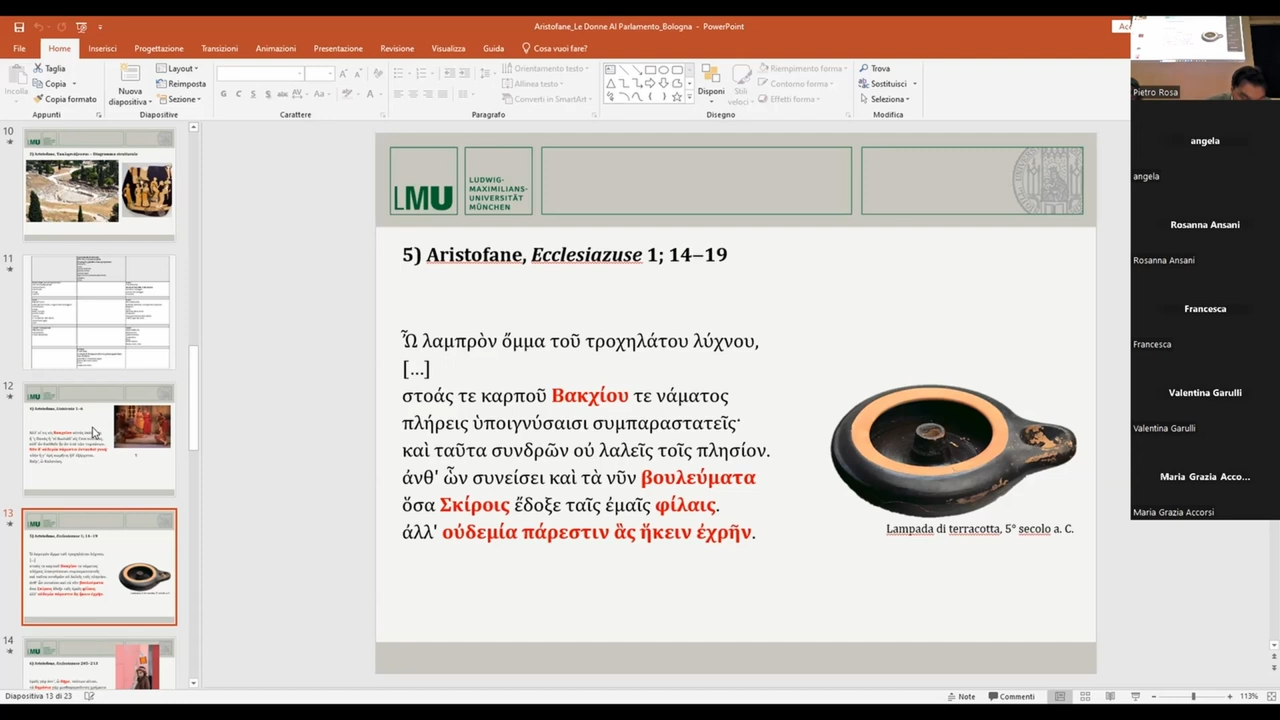 Aristofane_Le Donne Al Parlamento_Bologna - PowerPoint
File Home Inserisci Progettazione Transizioni Animazioni Presentazione Revisione Visualizza Guida Cosa vuoi fare?
Incolla
Taglia
Copia
Copia formato
Appunti
Nuova diapositiva
Layout
Reimposta
Sezione
Diapositive
Carattere
Orientamento testo
Allinea testo
Converti in SmartArt
Paragrafo
Disponi
Stili veloci
Riempimento forma
Contorno forma
Effetti forma
Disegno
Trova
Sostituisci
Seleziona
Modifica
10
11
12
13
14
LMU
LUDWIG-
MAXIMILIANS-
UNIVERSITÄT
MÜNCHEN
5) Aristofane, Ecclesiazuse 1; 14–19
Ὦ λαμπρὸν ὄμμα τοῦ τροχηλάτου λύχνου,
[…]
στοάς τε καρποῦ Βακχίου τε νάματος
πλήρεις ὑποιγνύσαισι συμπαραστατεῖς·
καὶ ταῦτα συνδρῶν οὐ λαλεῖς τοῖς πλησίον.
ἀνθ' ὧν συνείσει καὶ τὰ νῦν βουλεύματα
ὅσα Σκίροις ἔδοξε ταῖς ἐμαῖς φίλαις.
ἀλλ' οὐδεμία πάρεστιν ἃς ἥκειν ἐχρῆν.
Lampada di terracotta, 5° secolo a. C.
Pietro Rosa
angela
angela
Rosanna Ansani
Rosanna Ansani
Francesca
Francesca
Valentina Garulli
Valentina Garulli
Maria Grazia Acco...
Maria Grazia Accorsi
Diapositiva 13 di 23
Note
Commenti
113%